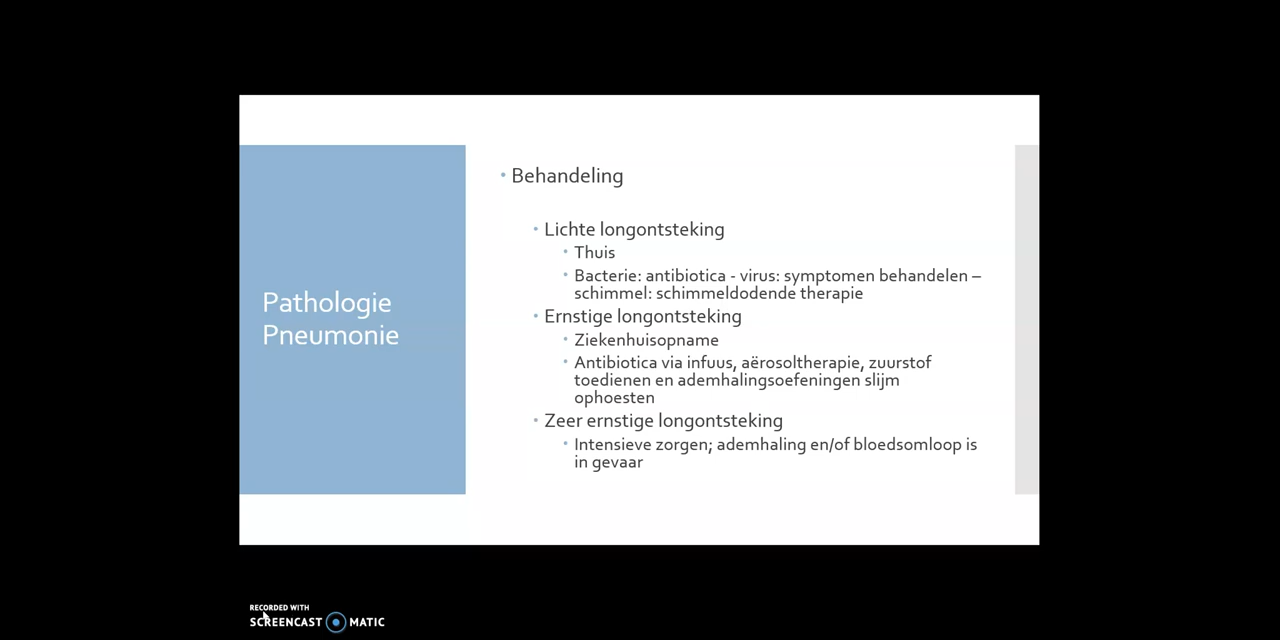 Pathologie
Pneumonie
• Behandeling
• Lichte longontsteking
• Thuis
• Bacterie: antibiotica - virus: symptomen behandelen –
schimmel: schimmeldodende therapie
• Ernstige longontsteking
• Ziekenhuisopname
• Antibiotica via infuus, aërosoltherapie, zuurstof
toedienen en ademhalingsoefeningen slijm
ophoesten
• Zeer ernstige longontsteking
• Intensieve zorgen; ademhaling en/of bloedsomloop is
in gevaar
RECORDED WITH
SCREENCAST MATIC